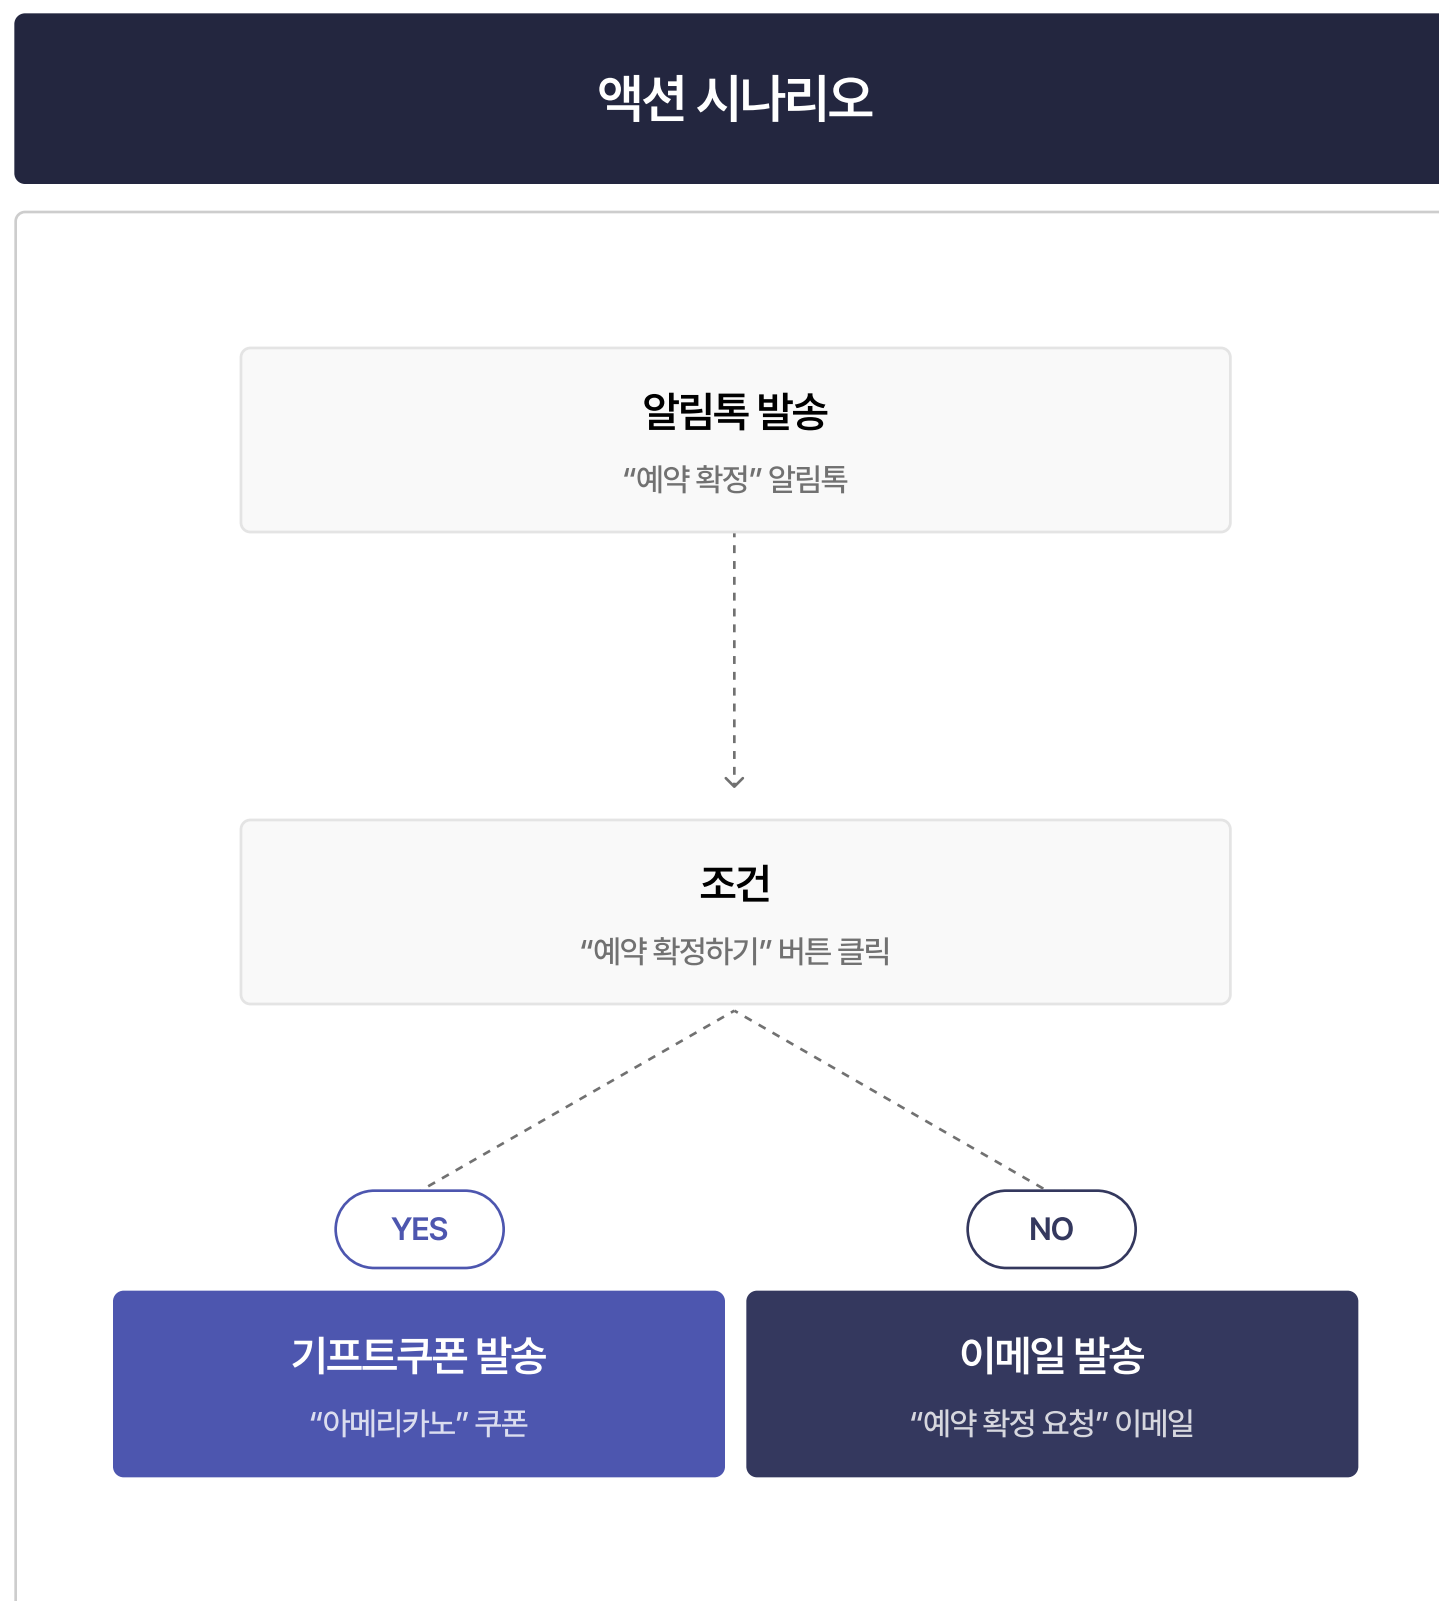 액션 시나리오
알림톡 발송
“예약 확정” 알림톡
조건
“예약 확정하기” 버튼 클릭
YES
NO
기프트쿠폰 발송
“아메리카노” 쿠폰
이메일 발송
“예약 확정 요청” 이메일